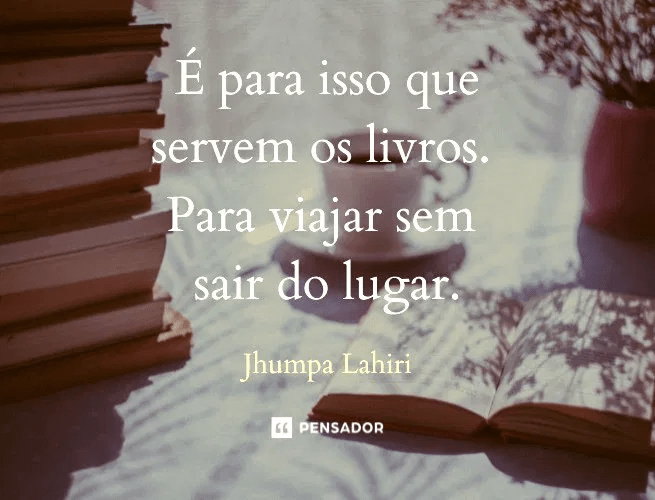 É para isso que
servem os livros.
Para viajar sem
sair do lugar.
Jhumpa Lahiri
PENSADOR